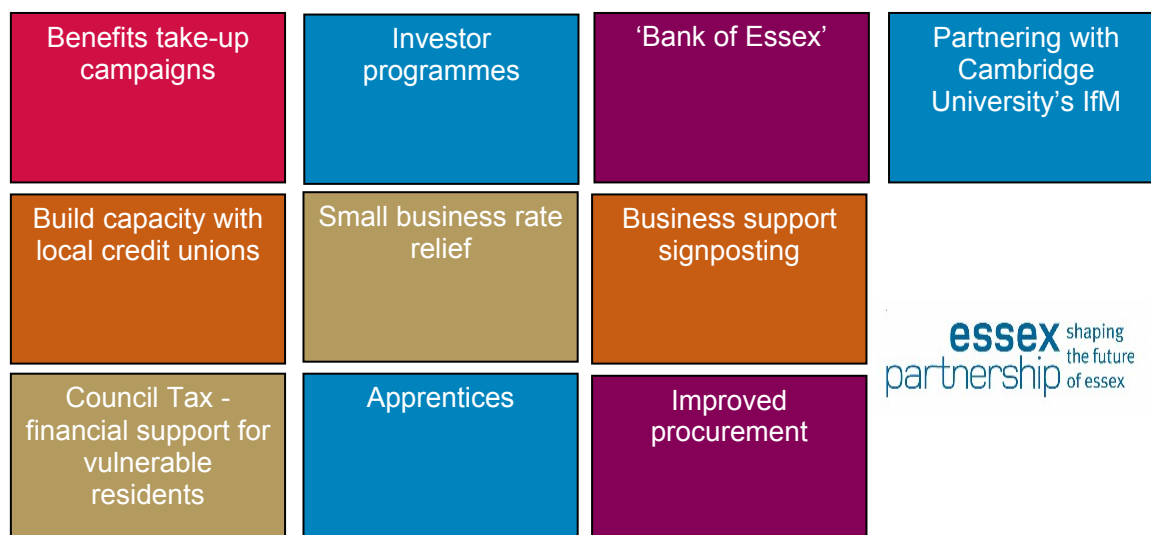 Benefits take-up
campaigns
Investor
programmes
‘Bank of Essex’
Partnering with
Cambridge
University’s IfM
Build capacity with
local credit unions
Small business rate
relief
Business support
signposting
essex shaping
the future
partnership of essex
Council Tax -
financial support for
vulnerable
residents
Apprentices
Improved
procurement